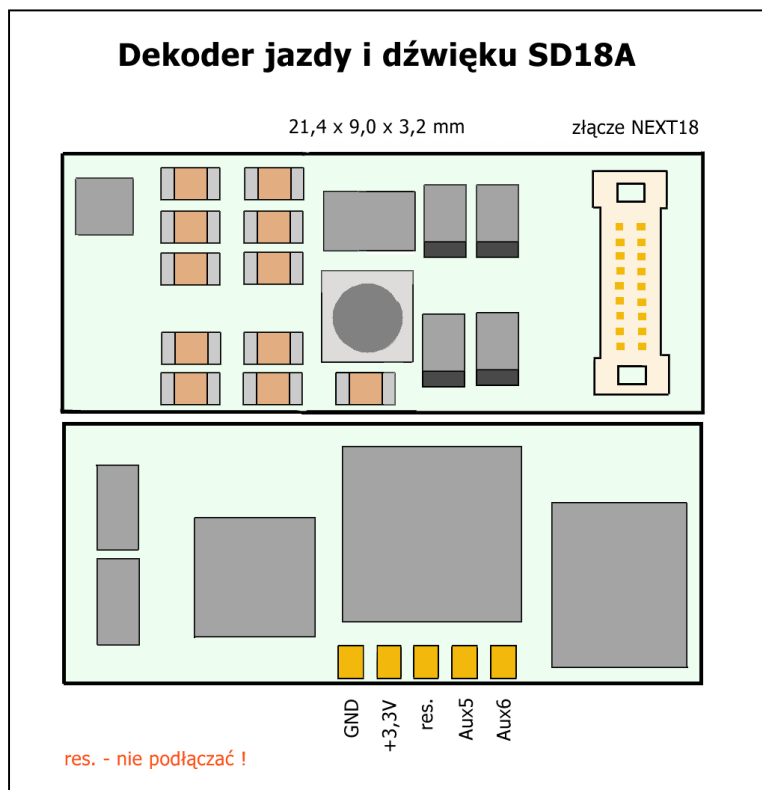 Dekoder jazdy i dźwięku SD18A
21,4 x 9,0 x 3,2 mm
złącze NEXT18
GND
+3,3V
res.
Aux5
Aux6
res. - nie podłączać !